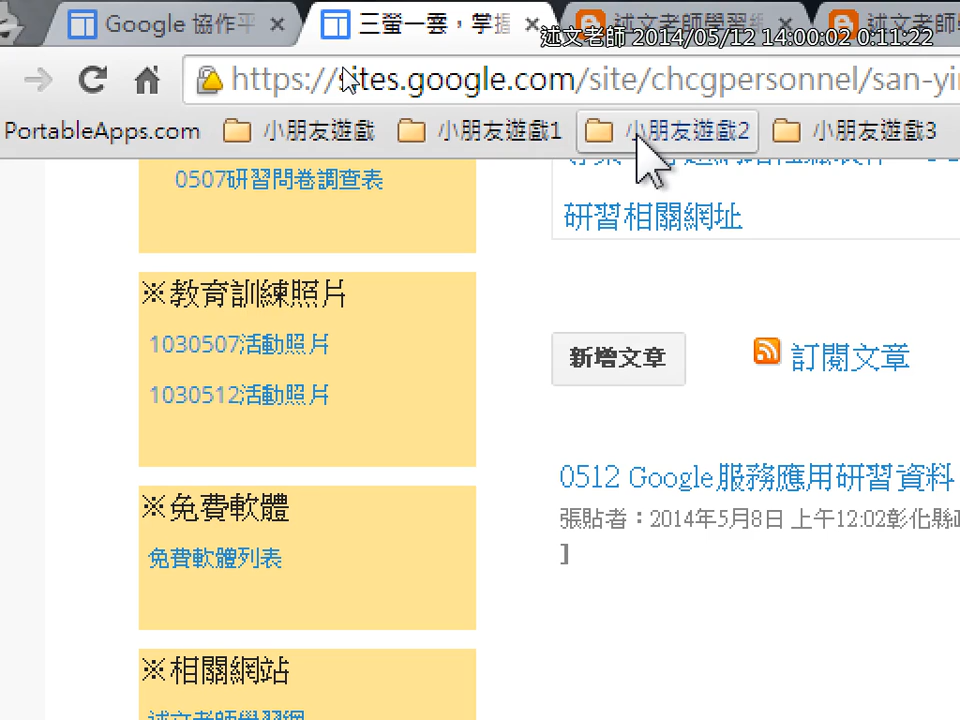 Google 協作平
三螢一雲，掌握
述文老師學習網
述文老師
述文老師 2014/05/12 14:00:02 0:11:22
https://sites.google.com/site/chcgpersonnel/san-yi
PortableApps.com
小朋友遊戲
小朋友遊戲1
小朋友遊戲2
小朋友遊戲3
0507研習問卷調查表
研習相關網址
※教育訓練照片
1030507活動照片
1030512活動照片
新增文章
訂閱文章
0512 Google服務應用研習資料
張貼者：2014年5月8日 上午12:02彰化縣政
]
※免費軟體
免費軟體列表
※相關網站
述文老師學習網